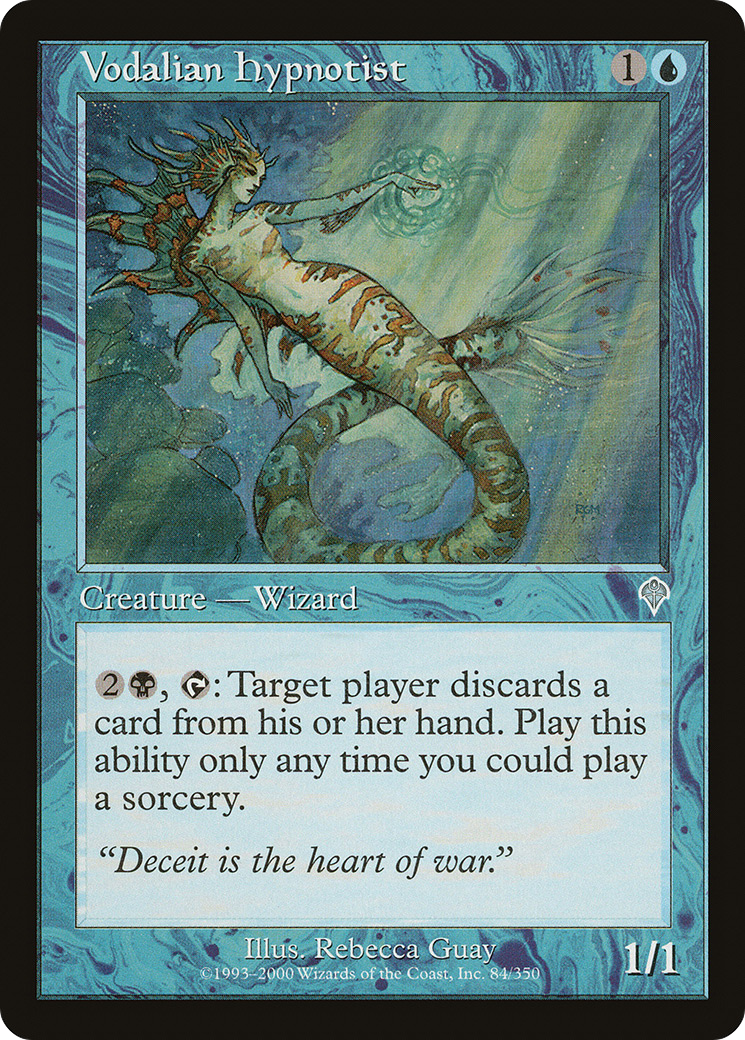 Vodalian Hypnotist
1
RGM
Creature — Wizard
2, : Target player discards a
card from his or her hand. Play this
ability only any time you could play
a sorcery.
“Deceit is the heart of war.”
Illus. Rebecca Guay
©1993–2000 Wizards of the Coast, Inc. 84/350
1/1